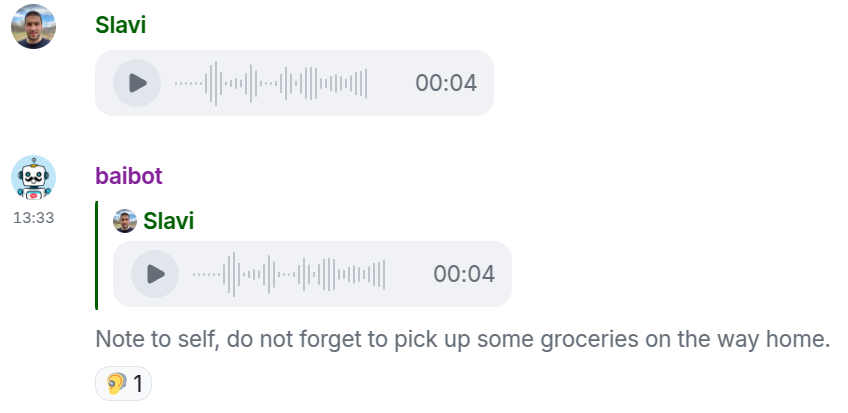 Slavi
00:04
baibot
13:33
Slavi
00:04
Note to self, do not forget to pick up some groceries on the way home.
1